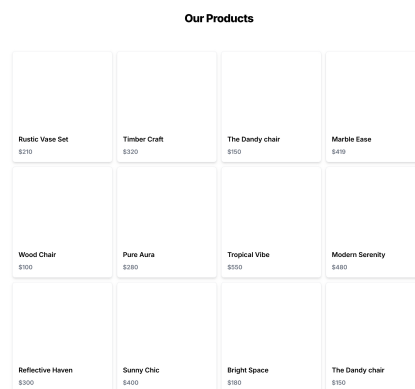 Our Products
Rustic Vase Set
$210
Timber Craft
$320
The Dandy chair
$150
Marble Ease
$419
Wood Chair
$100
Pure Aura
$280
Tropical Vibe
$550
Modern Serenity
$480
Reflective Haven
$300
Sunny Chic
$400
Bright Space
$180
The Dandy chair
$150